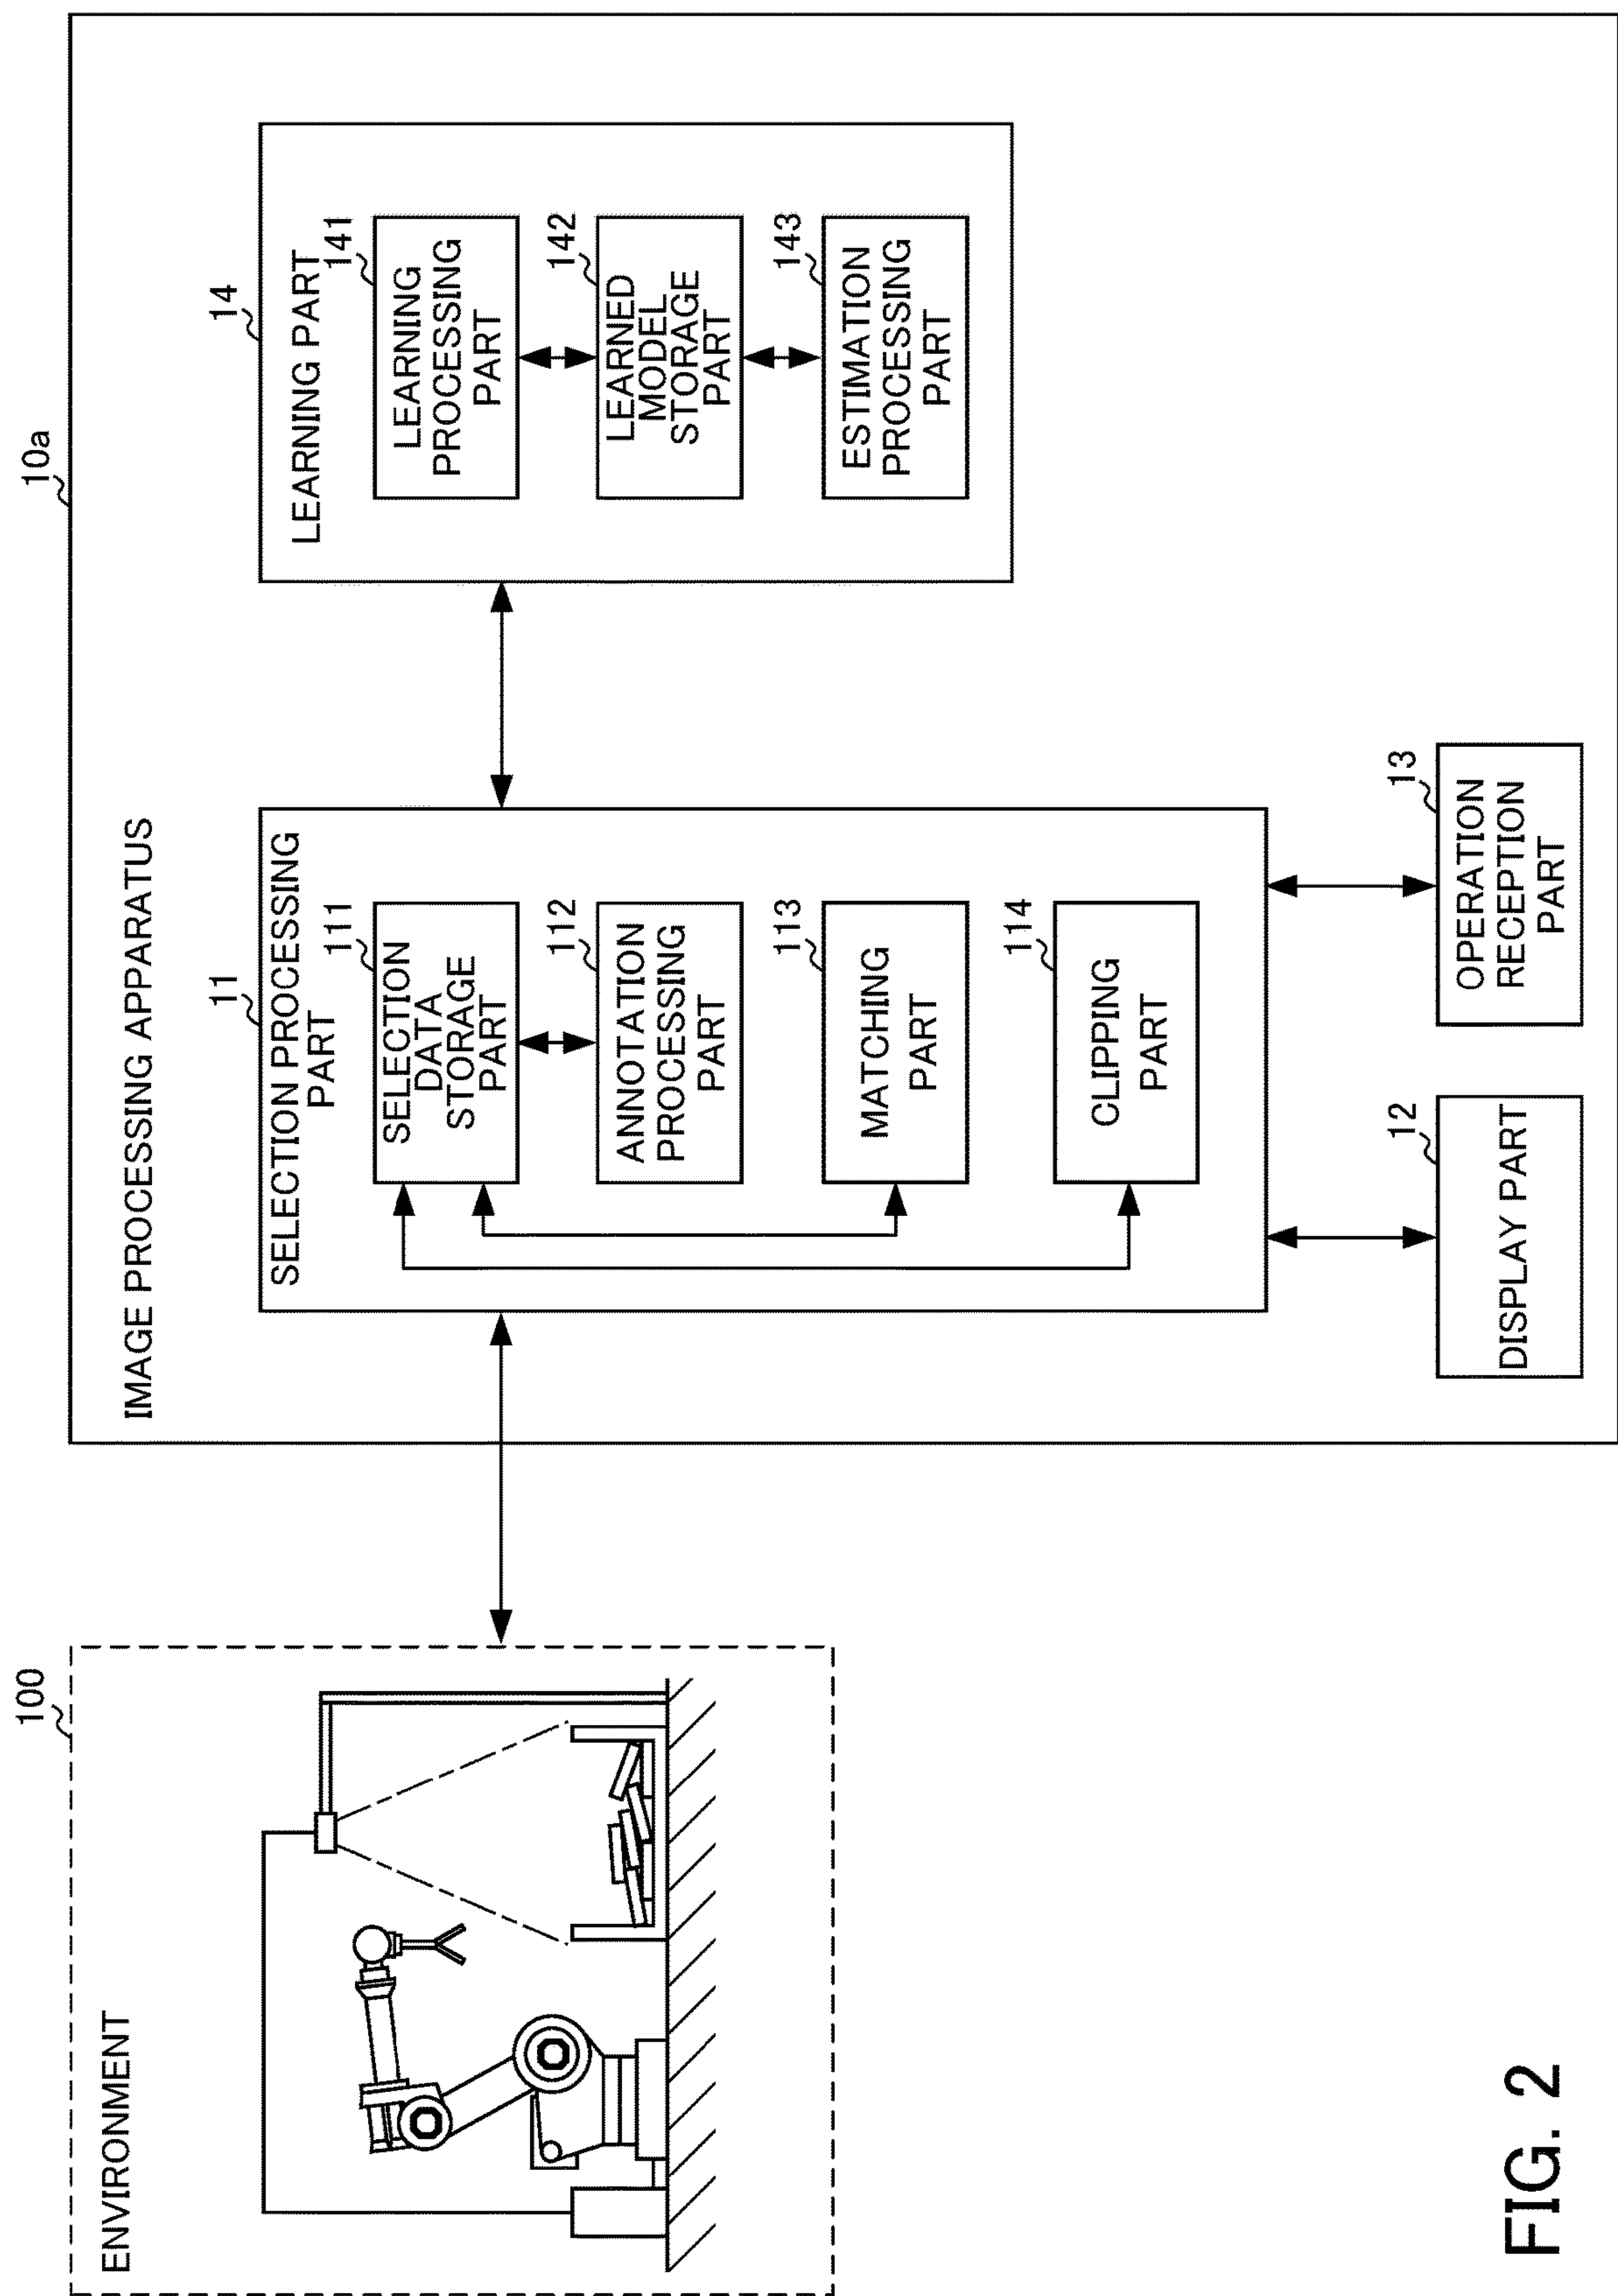 100
ENVIRONMENT
10a
IMAGE PROCESSING APPARATUS
11
SELECTION PROCESSING
PART
111
SELECTION
DATA
STORAGE
PART
112
ANNOTATION
PROCESSING
PART
113
MATCHING
PART
114
CLIPPING
PART
14
LEARNING PART
141
LEARNING
PROCESSING
PART
142
LEARNED
MODEL
STORAGE
PART
143
ESTIMATION
PROCESSING
PART
12
DISPLAY PART
13
OPERATION
RECEPTION
PART
FIG. 2